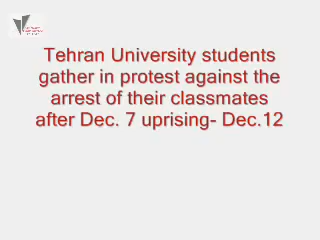 Tehran University students
gather in protest against the
arrest of their classmates
after Dec. 7 uprising- Dec.12